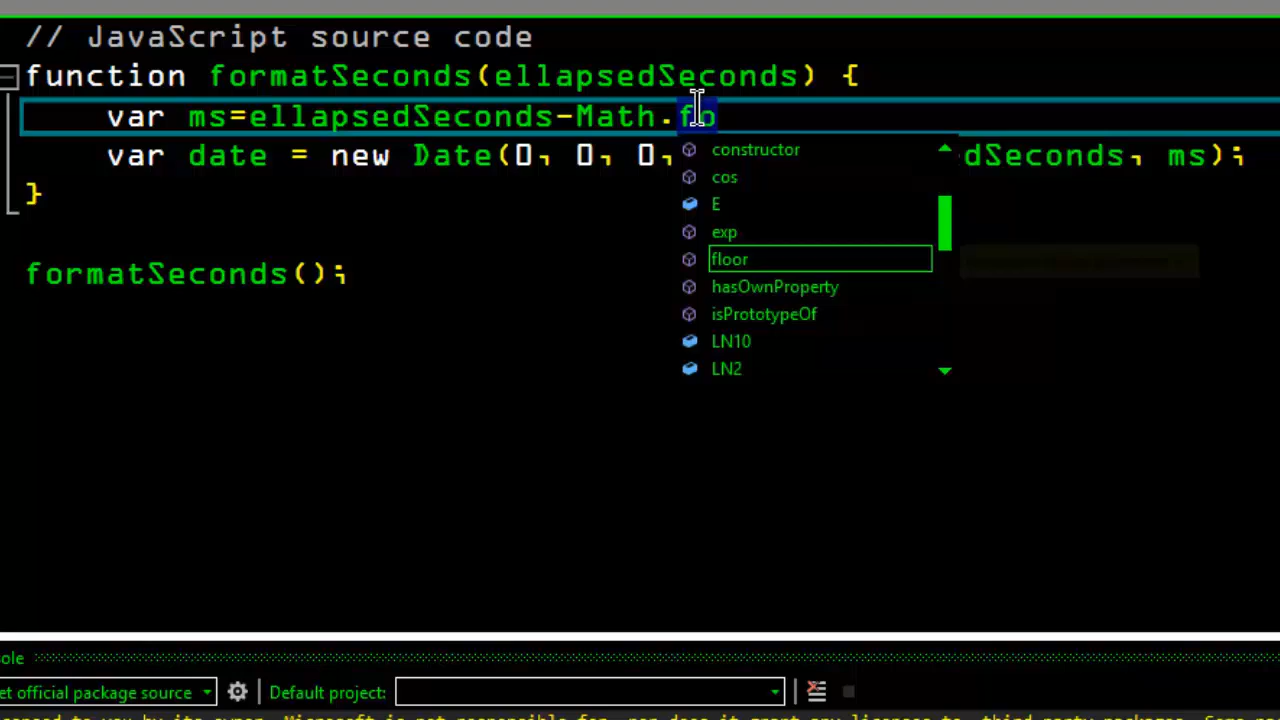 // JavaScript source code
function formatSeconds(ellapsedSeconds) {
var ms=ellapsedSeconds-Math.fo
var date = new Date(0, 0, 0, dSeconds, ms);
}
formatSeconds();
constructor
cos
E
exp
floor
hasOwnProperty
isPrototypeOf
LN10
LN2
ole
et official package source
Default project: